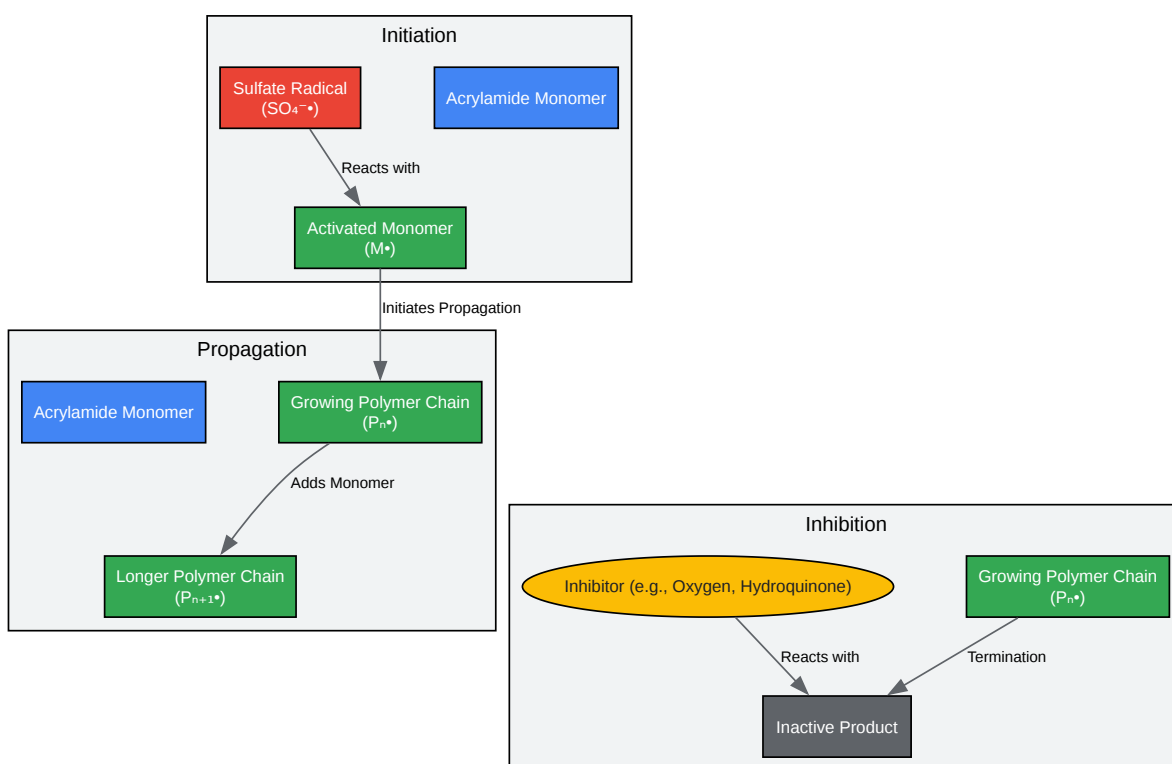 Initiation
Sulfate Radical
(SO₄⁻•)
Acrylamide Monomer
Reacts with
Activated Monomer
(M•)
Initiates Propagation
Propagation
Acrylamide Monomer
Growing Polymer Chain
(Pₙ•)
Adds Monomer
Longer Polymer Chain
(Pₙ₊₁•)
Inhibition
Inhibitor (e.g., Oxygen, Hydroquinone)
Growing Polymer Chain
(Pₙ•)
Reacts with
Termination
Inactive Product